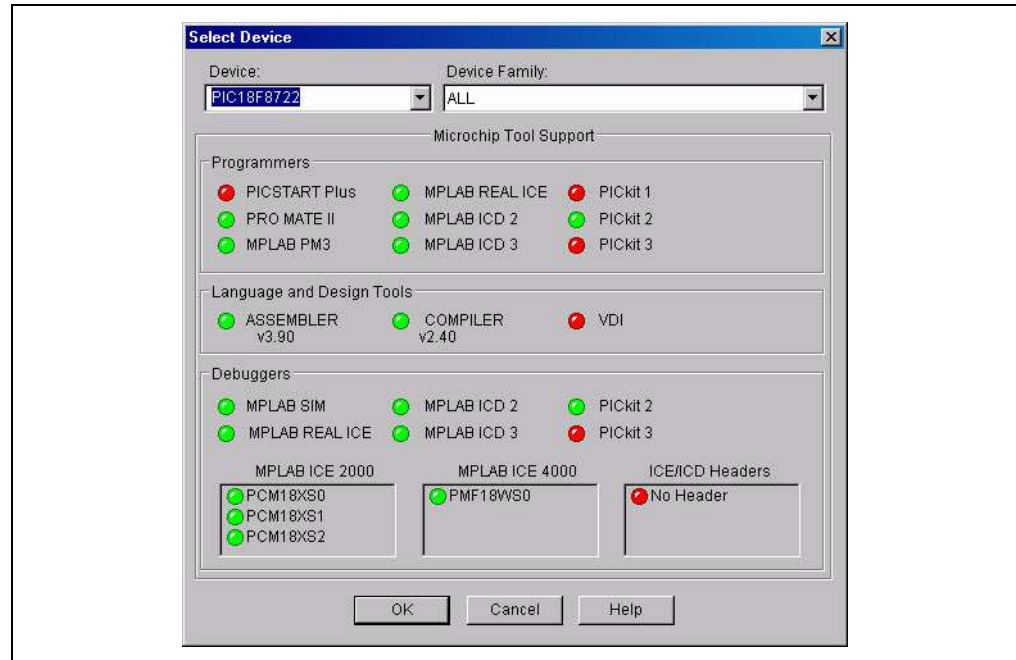 Select Device
Device: Device Family:
PIC18F8722 ALL
Microchip Tool Support
Programmers
PICSTART Plus MPLAB REAL ICE PICkit 1
PRO MATE II MPLAB ICD 2 PICkit 2
MPLAB PM3 MPLAB ICD 3 PICkit 3
Language and Design Tools
ASSEMBLER COMPILER VDI
v3.90 v2.40
Debuggers
MPLAB SIM MPLAB ICD 2 PICkit 2
MPLAB REAL ICE MPLAB ICD 3 PICkit 3
MPLAB ICE 2000 MPLAB ICE 4000 ICE/ICD Headers
PCM18XS0 PMF18WS0 No Header
PCM18XS1
PCM18XS2
OK Cancel Help